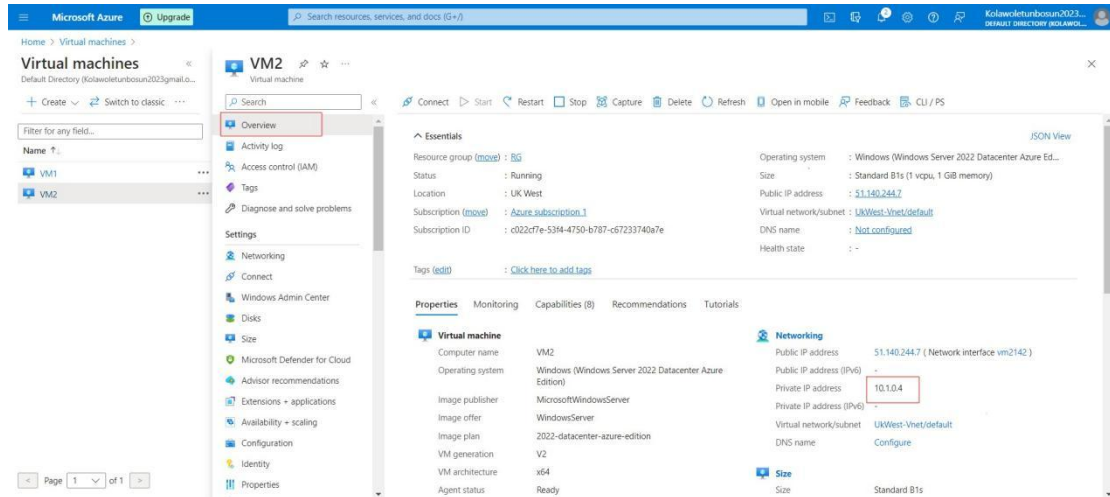 Microsoft Azure
Upgrade
Search resources, services, and docs (G+/)
2
Kolawoletunbosun2023...
DEFAULT DIRECTORY (KOLAWOL...
Home > Virtual machines >
Virtual machines
Default Directory (Kolawoletunbosun2023gmail.o...
+ Create
Switch to classic
...
Filter for any field...
Name ↑↓
VM1
VM2
< Page 1 of 1 >
VM2
Virtual machine
Search
Overview
Activity log
Access control (IAM)
Tags
Diagnose and solve problems
Settings
Networking
Connect
Windows Admin Center
Disks
Size
Microsoft Defender for Cloud
Advisor recommendations
Extensions + applications
Availability + scaling
Configuration
Identity
Properties
Connect Start Restart Stop Capture Delete Refresh Open in mobile Feedback CLI / PS
Essentials
JSON View
Resource group (move) : RG
Status : Running
Location : UK West
Subscription (move) : Azure subscription 1
Subscription ID : c022cf7e-53f4-4750-b787-c67233740a7e
Operating system : Windows (Windows Server 2022 Datacenter Azure Ed...
Size : Standard B1s (1 vcpu, 1 GiB memory)
Public IP address : 51.140.244.7
Virtual network/subnet : UkWest-Vnet/default
DNS name : Not configured
Health state : -
Tags (edit) : Click here to add tags
Properties Monitoring Capabilities (8) Recommendations Tutorials
Virtual machine
Computer name VM2
Operating system Windows (Windows Server 2022 Datacenter Azure
Edition)
Image publisher MicrosoftWindowsServer
Image offer WindowsServer
Image plan 2022-datacenter-azure-edition
VM generation V2
VM architecture x64
Agent status Ready
Networking
Public IP address 51.140.244.7 ( Network interface vm2142 )
Public IP address (IPv6) -
Private IP address 10.1.0.4
Private IP address (IPv6) -
Virtual network/subnet UkWest-Vnet/default
DNS name Configure
Size
Size Standard B1s